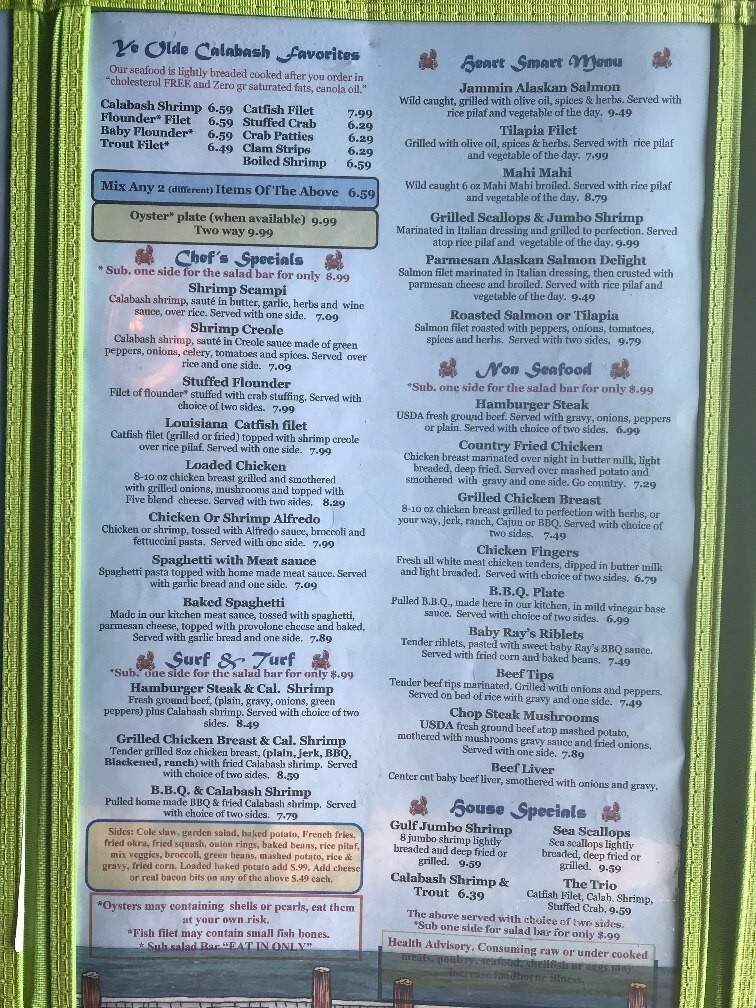 Ye Olde Calabash Favorites
Our seafood is lightly breaded cooked after you order in
"cholesterol FREE and Zero gr saturated fats, canola oil."
Calabash Shrimp 6.59
Flounder* Filet 6.59
Baby Flounder* 6.59
Trout Filet* 6.49
Catfish Filet 7.99
Stuffed Crab 6.29
Crab Patties 6.29
Clam Strips 6.29
Boiled Shrimp 6.59
Mix Any 2 (different) Items Of The Above 6.59
Oyster* plate (when available) 9.99
Two way 9.99
Chef's Specials
* Sub. one side for the salad bar for only 8.99
Shrimp Scampi
Calabash shrimp, sauté in butter, garlic, herbs and wine
sauce, over rice. Served with one side. 7.09
Shrimp Creole
Calabash shrimp, sauté in Creole sauce made of green
peppers, onions, celery, tomatoes and spices. Served over
rice and one side. 7.09
Stuffed Flounder
Filet of flounder* stuffed with crab stuffing. Served with
choice of two sides. 7.99
Louisiana Catfish filet
Catfish filet (grilled or fried) topped with shrimp creole
over rice pilaf. Served with one side. 7.99
Loaded Chicken
8-10 oz chicken breast grilled and smothered
with grilled onions, mushrooms and topped with
Five blend cheese. Served with two sides. 8.29
Chicken Or Shrimp Alfredo
Chicken or shrimp, tossed with Alfredo sauce, broccoli and
fettuccini pasta. Served with one side. 7.99
Spaghetti with Meat sauce
Spaghetti pasta topped with home made meat sauce. Served
with garlic bread and one side. 7.09
Baked Spaghetti
Made in our kitchen meat sance, tossed with spaghetti,
parmesan cheese, topped with provolone cheese and baked.
Served with garlic bread and one side. 7.89
Surf & Turf
*Sub. one side for the salad bar for only $.99
Hamburger Steak & Cal. Shrimp
Fresh ground beef, (plain, gravy, onions, green
peppers) plus Calabash shrimp. Served with choice of two
sides. 8.49
Grilled Chicken Breast & Cal. Shrimp
Tender grilled 8oz chicken breast, (plain, jerk, BBQ,
Blackened, ranch) with fried Calabash shrimp. Served
with choice of two sides. 8.59
B.B.Q. & Calabash Shrimp
Pulled home made BBQ & fried Calabash shrimp. Served
with choice of two sides. 7.79
Sides: Cole slaw, garden salad, baked potato, French fries,
fried okra, fried squash, onion rings, baked beans, rice pilaf,
mix veggies, broccoli, green beans, mashed potato, rice &
gravy, fried corn. Loaded baked potato add $.99. Add cheese
or real bacon bits on any of the above $.49 each.
*Oysters may containing shells or pearls, eat them
at your own risk.
*Fish filet may contain small fish bones.
* Sub salad Bar "EAT IN ONLY"
Heart Smart Menu
Jammin Alaskan Salmon
Wild caught, grilled with olive oil, spices & herbs. Served with
rice pilaf and vegetable of the day. 9.49
Tilapia Filet
Grilled with olive oil, spices & herbs. Served with rice pilaf
and vegetable of the day. 7.99
Mahi Mahi
Wild caught 6 oz Mahi Mahi broiled. Served with rice pilaf
and vegetable of the day. 8.79
Grilled Scallops & Jumbo Shrimp
Marinated in Italian dressing and grilled to perfection. Served
atop rice pilaf and vegetable of the day. 9.99
Parmesan Alaskan Salmon Delight
Salmon filet marinated in Italian dressing, then crusted with
parmesan cheese and broiled. Served with rice pilaf and
vegetable of the day. 9.49
Roasted Salmon or Tilapia
Salmon filet roasted with peppers, onions, tomatoes,
spices and herbs. Served with two sides. 9.79
Non Seafood
*Sub. one side for the salad bar for only $.99
Hamburger Steak
USDA fresh ground beef. Served with gravy, onions, peppers
or plain. Served with choice of two sides. 6.99
Country Fried Chicken
Chicken breast marinated over night in butter milk, light
breaded, deep fried. Served over mashed potato and
smothered with gravy and one side. Go country. 7.29
Grilled Chicken Breast
8-10 oz chicken breast grilled to perfection with herbs, or
your way, jerk, ranch, Cajun or BBQ. Served with choice of
two sides. 7.49
Chicken Fingers
Fresh all white meat chicken tenders, dipped in butter milk
and light breaded. Served with choice of two sides. 6.79
B.B.Q. Plate
Pulled B.B.Q., made here in our kitchen, in mild vinegar base
sauce. Served with choice of two sides. 6.99
Baby Ray's Riblets
Tender riblets, pasted with sweet baby Ray's BBQ sauce.
Served with fried corn and baked beans. 7.49
Beef Tips
Tender beef tips marinated. Grilled with onions and peppers.
Served on bed of rice with gravy and one side. 7.49
Chop Steak Mushrooms
USDA fresh ground beef atop mashed potato,
mothered with mushrooms gravy sauce and fried onions.
Served with one side. 7.89
Beef Liver
Center cut baby beef liver, smothered with onions and gravy.
House Specials
Gulf Jumbo Shrimp
8 jumbo shrimp lightly
breaded and deep fried or
grilled. 9.59
Sea Scallops
Sea scallops lightly
breaded, deep fried or
grilled. 9.59
Calabash Shrimp &
Trout 6.39
The Trio
Catfish Filet, Calab. Shrimp,
Stuffed Crab. 9.59
The above served with choice of two sides.
*Sub one side for salad bar for only $.99
Health Advisory. Consuming raw or under cooked
meats, poultry, seafood, shellfish or eggs may
increase foodborne illness.